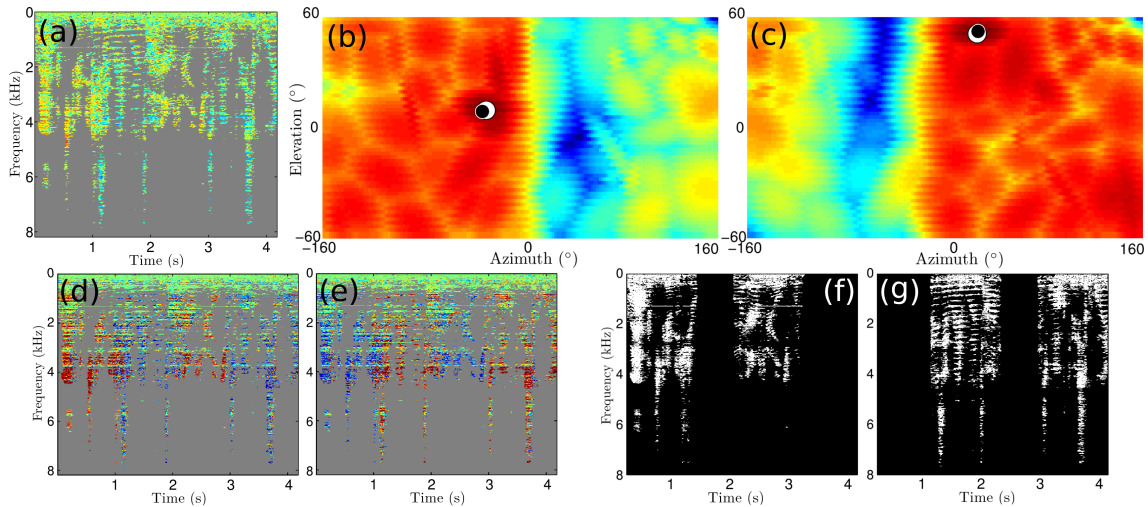 (a)
0
2
4
6
8
Frequency (kHz)
1 2 3 4
Time (s)
(b)
60
0
−60
Elevation (°)
−160 0 160
Azimuth (°)
(c)
60
0
−60
−160 0 160
Azimuth (°)
(d)
0
2
4
6
8
Frequency (kHz)
1 2 3 4
Time (s)
(e)
0
2
4
6
8
1 2 3 4
Time (s)
(f)
0
2
4
6
8
Frequency (kHz)
1 2 3 4
Time (s)
(g)
0
2
4
6
8
1 2 3 4
Time (s)